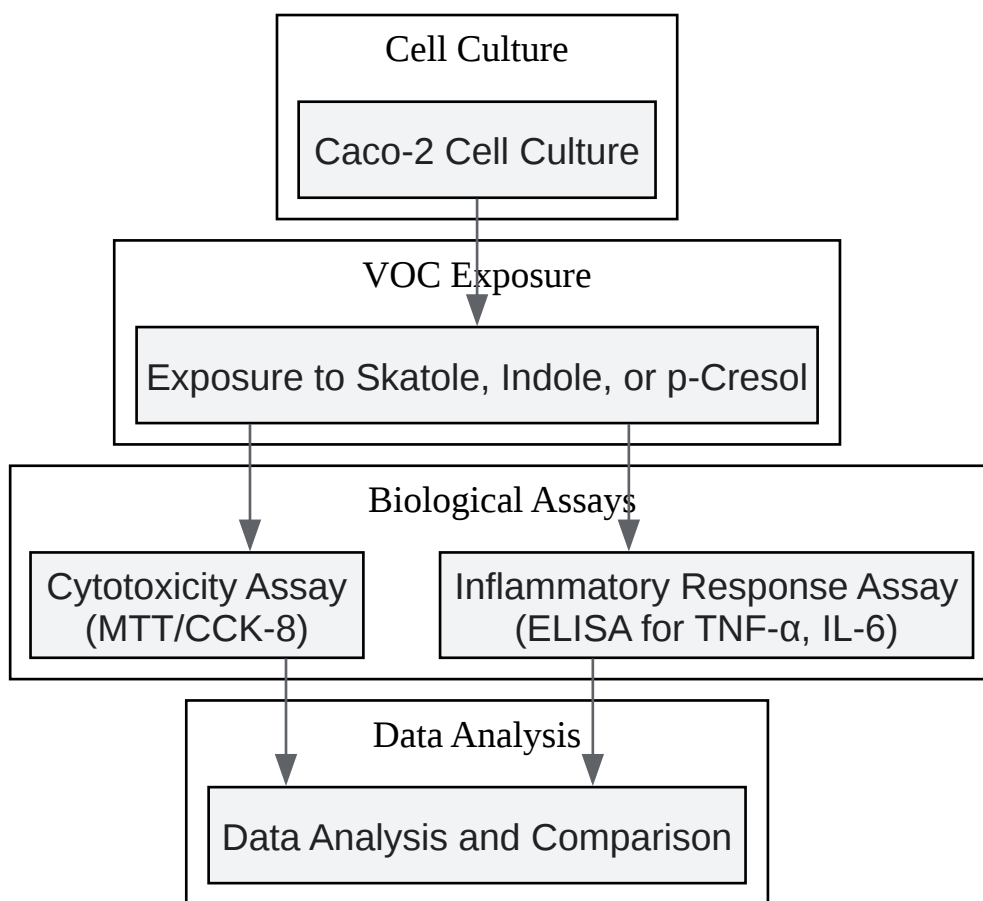 Cell Culture
Caco-2 Cell Culture
VOC Exposure
Exposure to Skatole, Indole, or p-Cresol
Biological Assays
Cytotoxicity Assay
(MTT/CCK-8)
Inflammatory Response Assay
(ELISA for TNF-α, IL-6)
Data Analysis
Data Analysis and Comparison